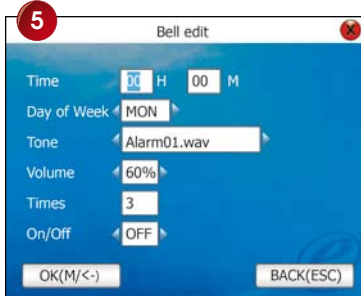 5
Bell edit
Time 00 H 00 M
Day of Week MON
Tone Alarm01.wav
Volume 60%
Times 3
On/Off OFF
OK(M/<-) BACK(ESC)